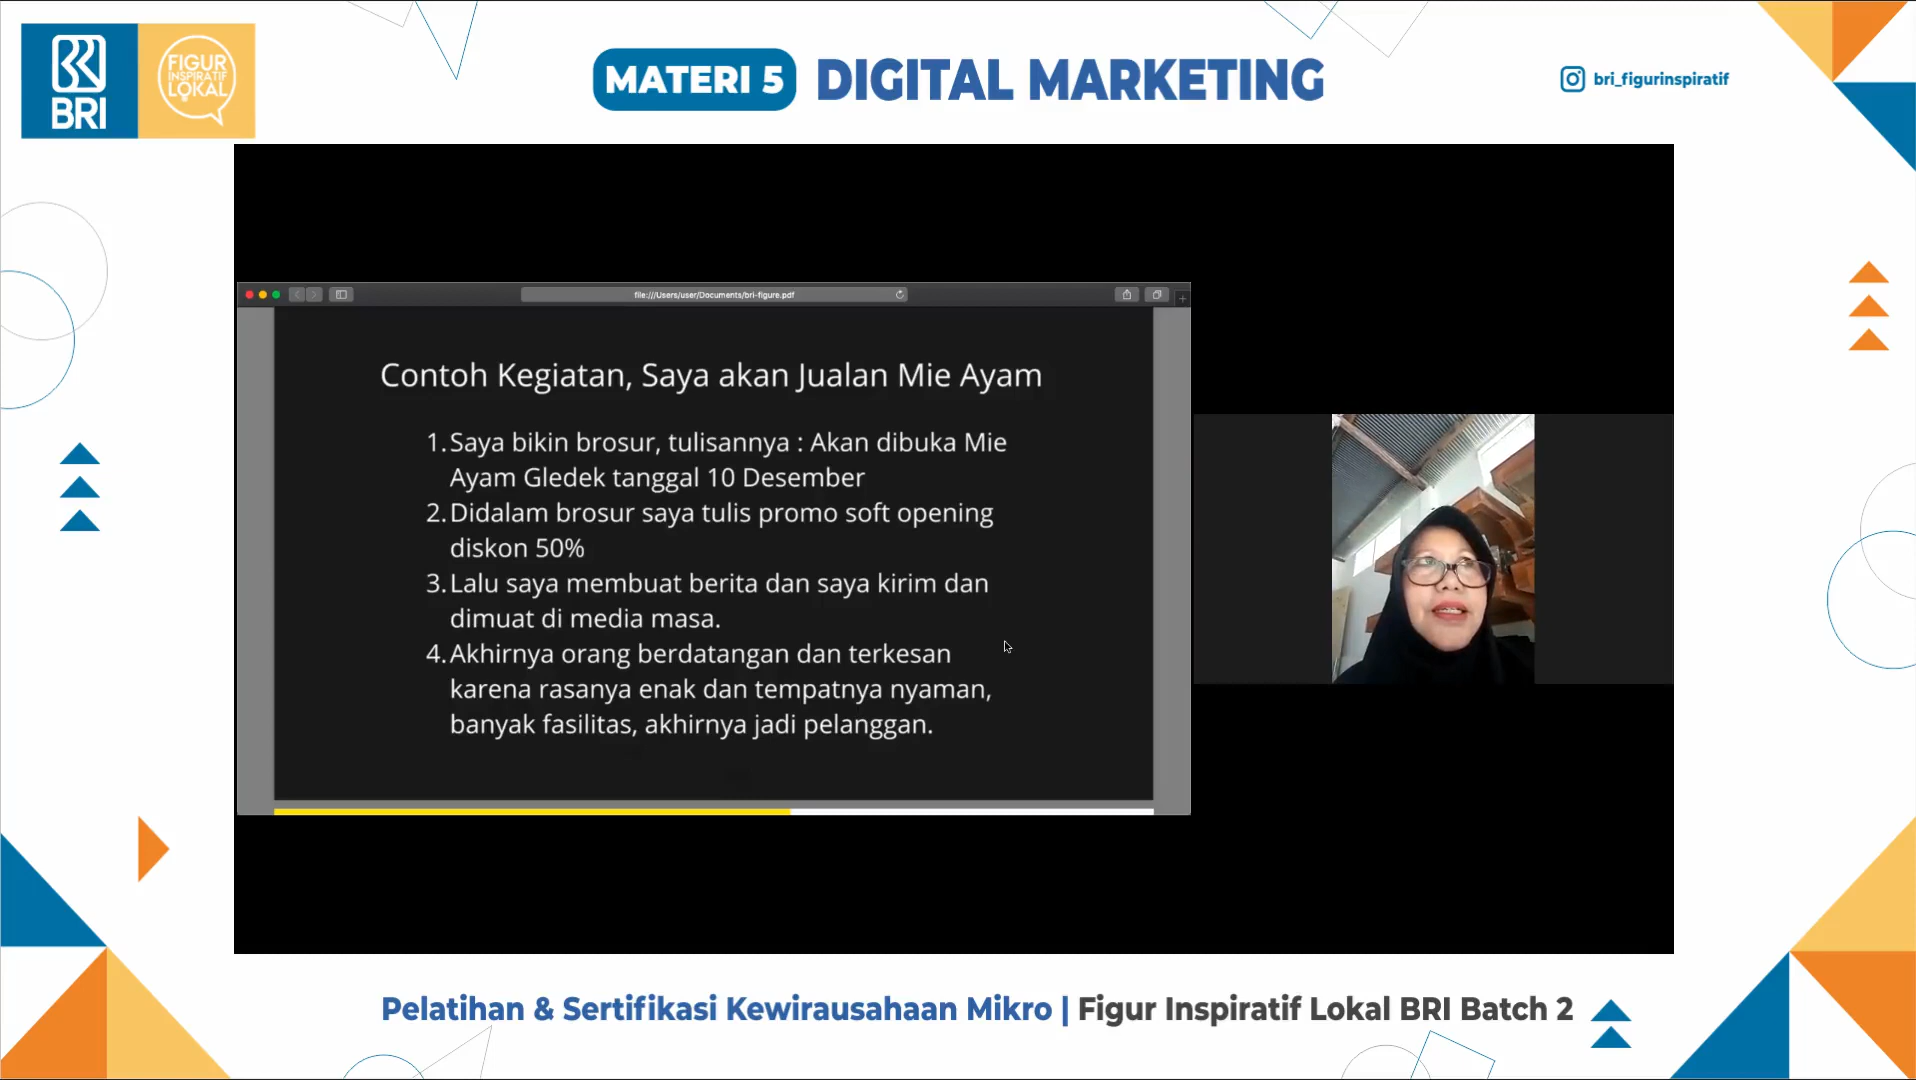 BRI
FIGUR
INSPIRATIF
LOKAL
MATERI 5 DIGITAL MARKETING
bri_figurinspiratif
file:///Users/user/Documents/bri-figure.pdf
Contoh Kegiatan, Saya akan Jualan Mie Ayam
1. Saya bikin brosur, tulisannya : Akan dibuka Mie
Ayam Gledek tanggal 10 Desember
2. Didalam brosur saya tulis promo soft opening
diskon 50%
3. Lalu saya membuat berita dan saya kirim dan
dimuat di media masa.
4. Akhirnya orang berdatangan dan terkesan
karena rasanya enak dan tempatnya nyaman,
banyak fasilitas, akhirnya jadi pelanggan.
Pelatihan & Sertifikasi Kewirausahaan Mikro | Figur Inspiratif Lokal BRI Batch 2